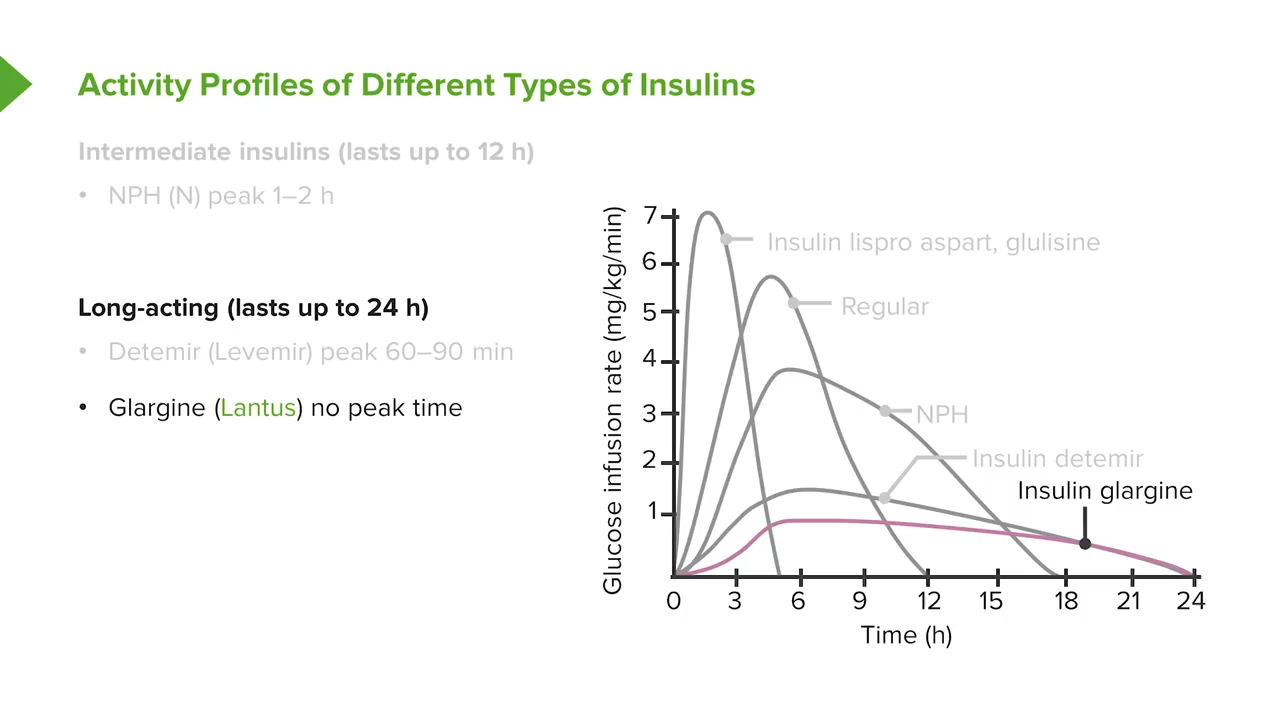 Activity Profiles of Different Types of Insulins
Intermediate insulins (lasts up to 12 h)
• NPH (N) peak 1–2 h
Long-acting (lasts up to 24 h)
• Detemir (Levemir) peak 60–90 min
• Glargine (Lantus) no peak time
Glucose infusion rate (mg/kg/min)
7
6
5
4
3
2
1
Insulin lispro aspart, glulisine
Regular
NPH
Insulin detemir
Insulin glargine
0 3 6 9 12 15 18 21 24
Time (h)